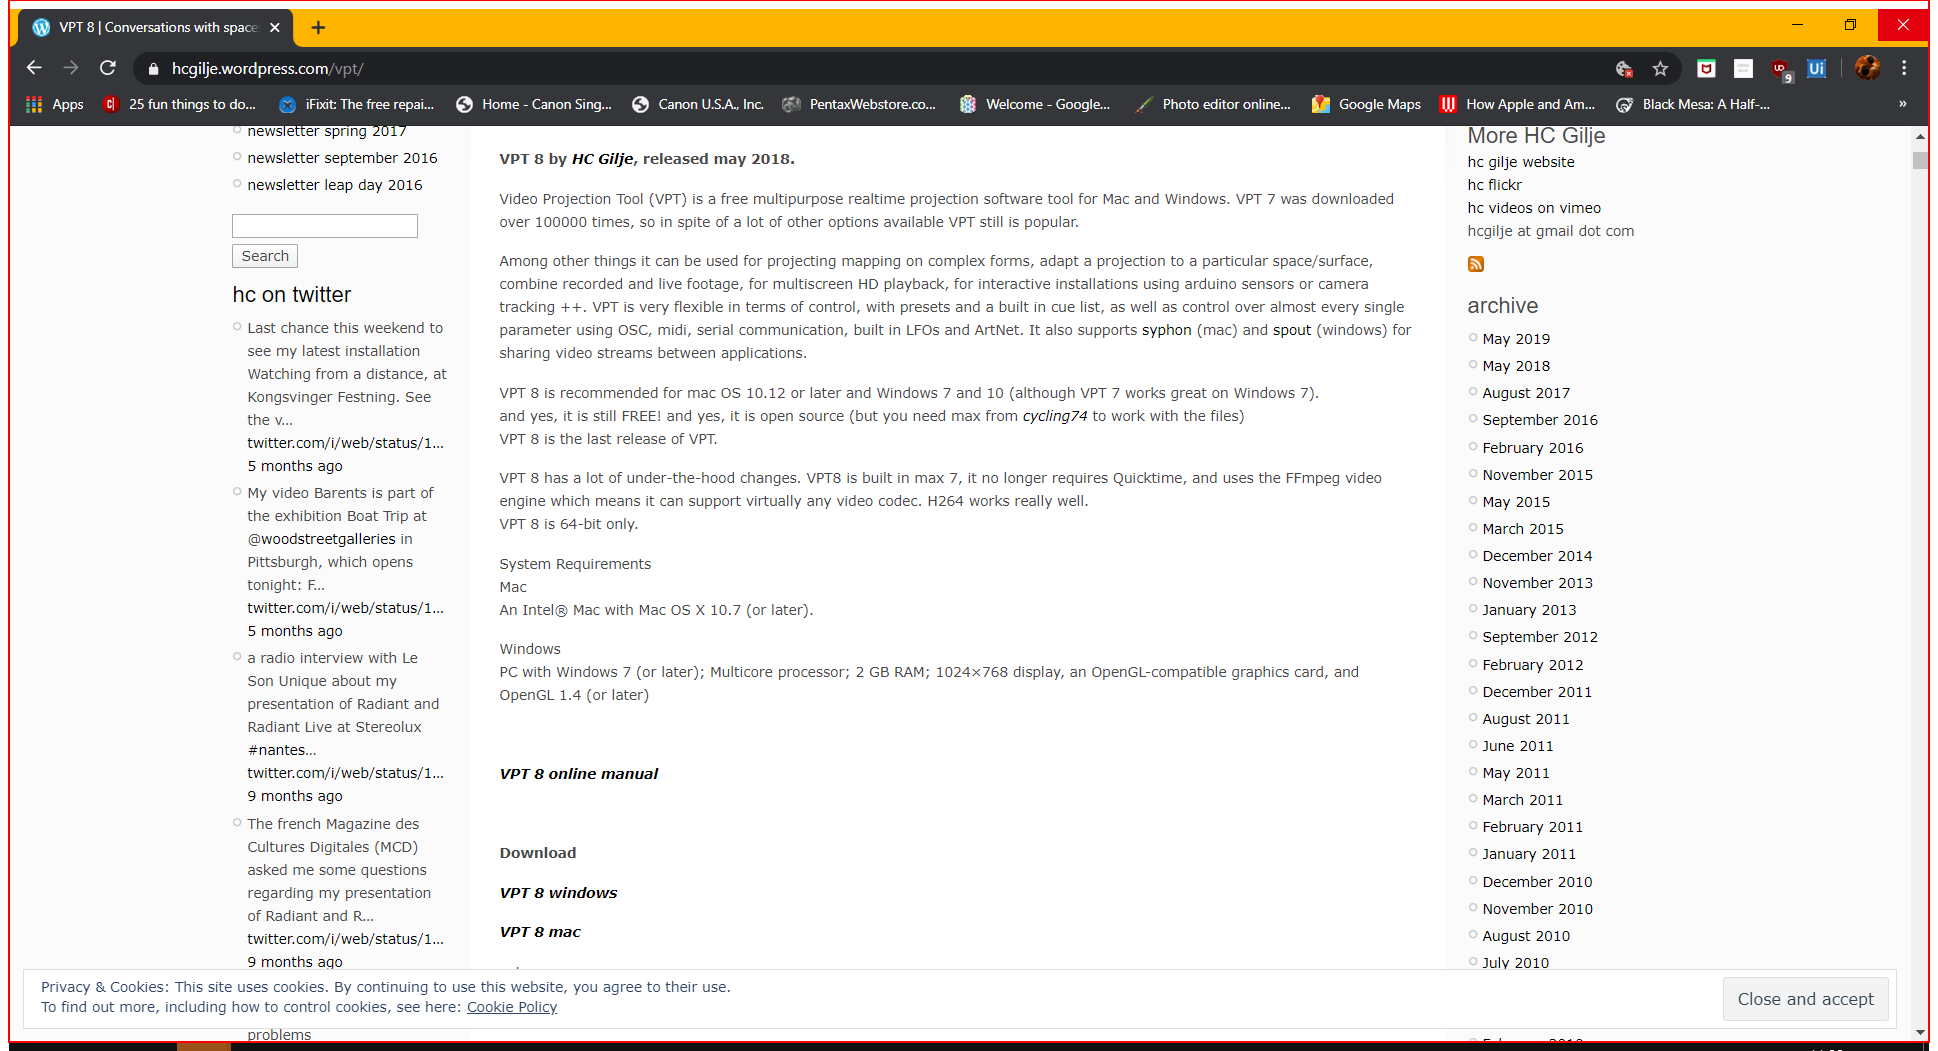 VPT 8 | Conversations with space
hcgilje.wordpress.com/vpt/
9
Apps
25 fun things to do...
iFixit: The free repai...
Home - Canon Sing...
Canon U.S.A., Inc.
PentaxWebstore.co...
Welcome - Google...
Photo editor online...
Google Maps
How Apple and Am...
Black Mesa: A Half-...
»
newsletter spring 2017
newsletter september 2016
newsletter leap day 2016
Search
hc on twitter
Last chance this weekend to
see my latest installation
Watching from a distance, at
Kongsvinger Festning. See
the v...
twitter.com/i/web/status/1...
5 months ago
My video Barents is part of
the exhibition Boat Trip at
@woodstreetgalleries in
Pittsburgh, which opens
tonight: F...
twitter.com/i/web/status/1...
5 months ago
a radio interview with Le
Son Unique about my
presentation of Radiant and
Radiant Live at Stereolux
#nantes...
twitter.com/i/web/status/1...
9 months ago
The french Magazine des
Cultures Digitales (MCD)
asked me some questions
regarding my presentation
of Radiant and R...
twitter.com/i/web/status/1...
9 months ago
problems
VPT 8 by HC Gilje, released may 2018.
Video Projection Tool (VPT) is a free multipurpose realtime projection software tool for Mac and Windows. VPT 7 was downloaded
over 100000 times, so in spite of a lot of other options available VPT still is popular.
Among other things it can be used for projecting mapping on complex forms, adapt a projection to a particular space/surface,
combine recorded and live footage, for multiscreen HD playback, for interactive installations using arduino sensors or camera
tracking ++. VPT is very flexible in terms of control, with presets and a built in cue list, as well as control over almost every single
parameter using OSC, midi, serial communication, built in LFOs and ArtNet. It also supports syphon (mac) and spout (windows) for
sharing video streams between applications.
VPT 8 is recommended for mac OS 10.12 or later and Windows 7 and 10 (although VPT 7 works great on Windows 7).
and yes, it is still FREE! and yes, it is open source (but you need max from cycling74 to work with the files)
VPT 8 is the last release of VPT.
VPT 8 has a lot of under-the-hood changes. VPT8 is built in max 7, it no longer requires Quicktime, and uses the FFmpeg video
engine which means it can support virtually any video codec. H264 works really well.
VPT 8 is 64-bit only.
System Requirements
Mac
An Intel® Mac with Mac OS X 10.7 (or later).
Windows
PC with Windows 7 (or later); Multicore processor; 2 GB RAM; 1024×768 display, an OpenGL-compatible graphics card, and
OpenGL 1.4 (or later)
VPT 8 online manual
Download
VPT 8 windows
VPT 8 mac
More HC Gilje
hc gilje website
hc flickr
hc videos on vimeo
hcgilje at gmail dot com
archive
May 2019
May 2018
August 2017
September 2016
February 2016
November 2015
May 2015
March 2015
December 2014
November 2013
January 2013
September 2012
February 2012
December 2011
August 2011
June 2011
May 2011
March 2011
February 2011
January 2011
December 2010
November 2010
August 2010
July 2010
Privacy & Cookies: This site uses cookies. By continuing to use this website, you agree to their use.
To find out more, including how to control cookies, see here: Cookie Policy
Close and accept